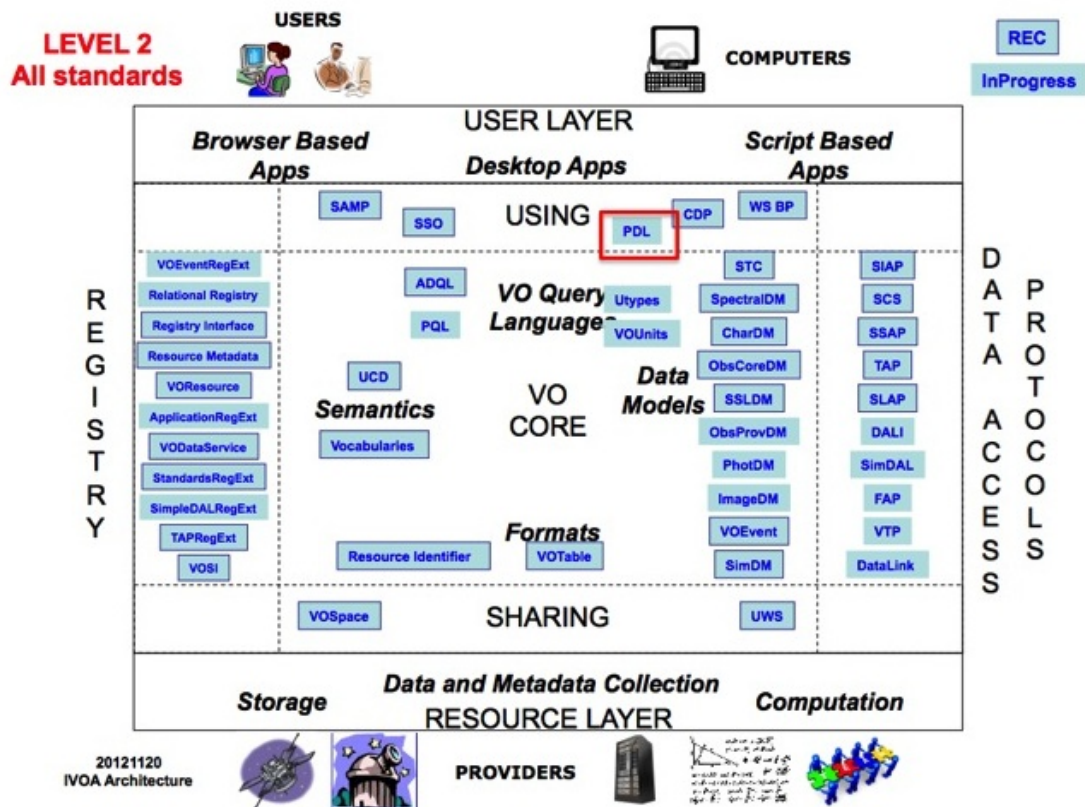 LEVEL 2
All standards
USERS
COMPUTERS
REC
InProgress
USER LAYER
Browser Based
Apps
Desktop Apps
Script Based
Apps
SAMP
SSO
USING
PDL
CDP
WS BP
REGISTRY
VOEventRegExt
Relational Registry
Registry Interface
Resource Metadata
VOResource
ApplicationRegExt
VODataService
StandardsRegExt
SimpleDALRegExt
TAPRegExt
VOSI
ADQL
PQL
VO Query
Languages
Utypes
VOUnits
UCD
Semantics
Vocabularies
VO
CORE
Data
Models
Formats
Resource Identifier
VOTable
STC
SpectralDM
CharDM
ObsCoreDM
SSLDM
ObsProvDM
PhotDM
ImageDM
VOEvent
SimDM
SIAP
SCS
SSAP
TAP
SLAP
DALI
SimDAL
FAP
VTP
DataLink
DATA ACCESS
PROTOCOLS
VOSpace
SHARING
UWS
Storage
Data and Metadata Collection
Computation
RESOURCE LAYER
20121120
IVOA Architecture
PROVIDERS